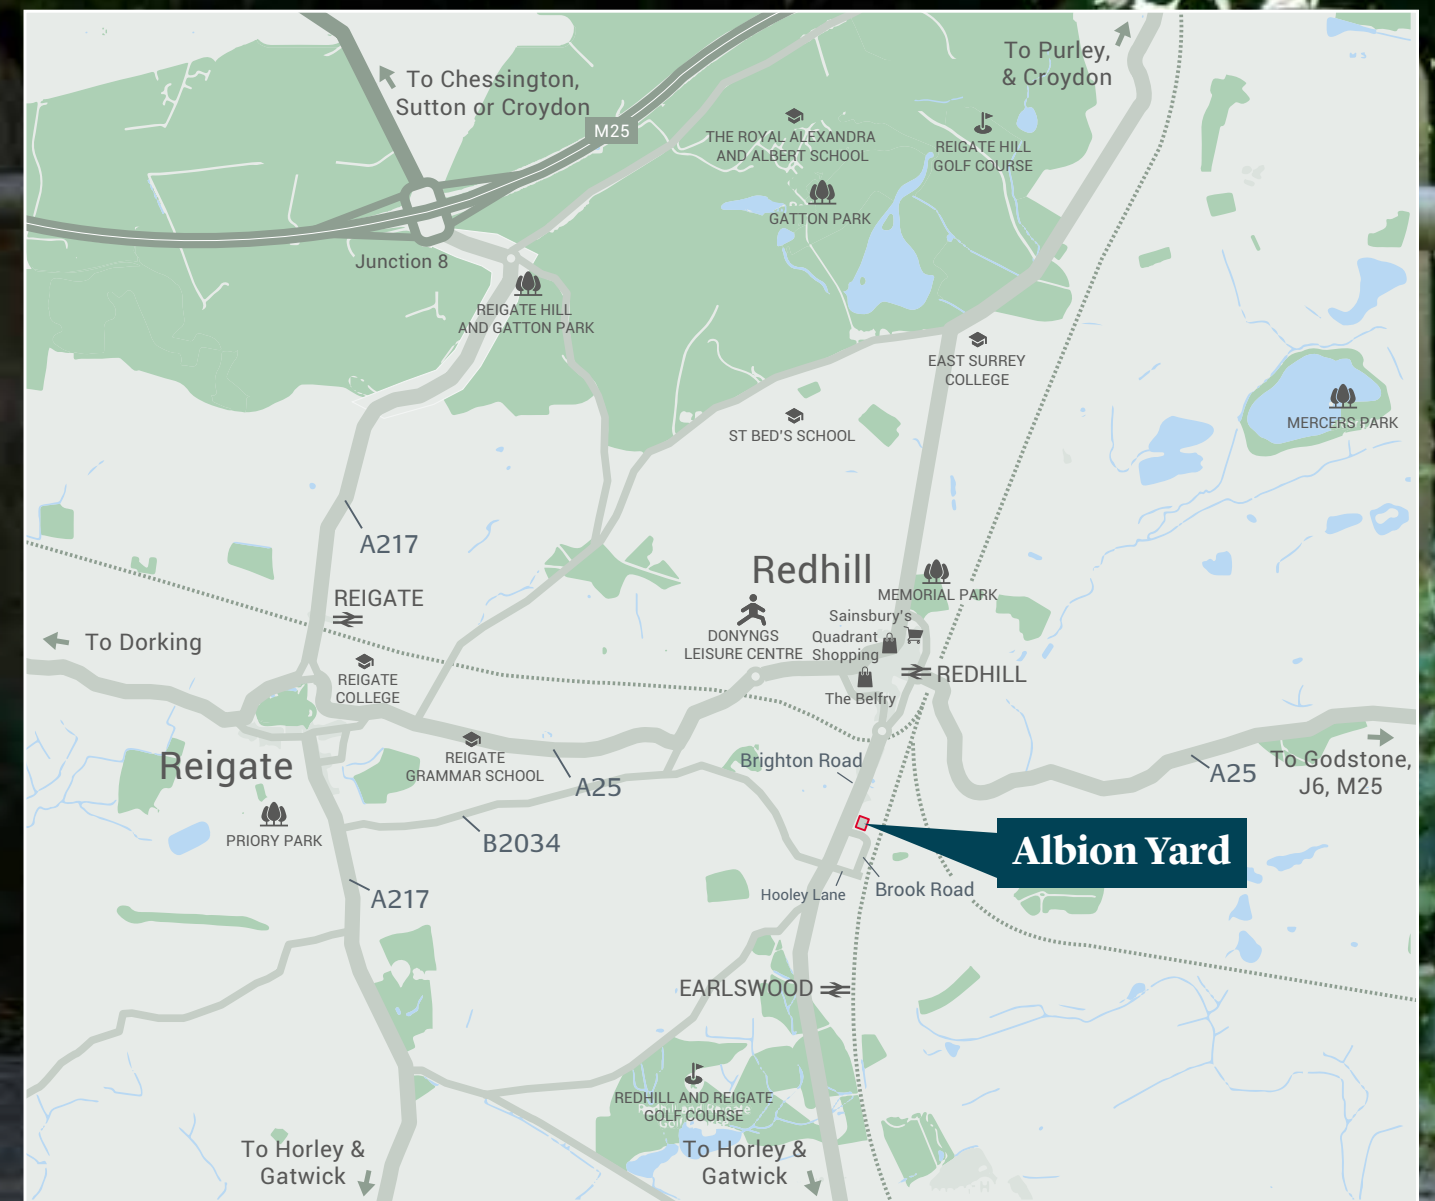 To Purley,
& Croydon
To Chessington,
Sutton or Croydon
M25
THE ROYAL ALEXANDRA
AND ALBERT SCHOOL
REIGATE HILL
GOLF COURSE
GATTON PARK
Junction 8
REIGATE HILL
AND GATTON PARK
EAST SURREY
COLLEGE
MERCERS PARK
ST BED'S SCHOOL
A217
Redhill
REIGATE
MEMORIAL PARK
Sainsbury's
To Dorking
DONYNGS
LEISURE CENTRE
Quadrant
Shopping
REDHILL
REIGATE
COLLEGE
The Belfry
Reigate
REIGATE
GRAMMAR SCHOOL
Brighton Road
A25
A25
To Godstone,
J6, M25
PRIORY PARK
B2034
Albion Yard
A217
Hooley Lane
Brook Road
EARLSWOOD
REDHILL AND REIGATE
GOLF COURSE
To Horley &
Gatwick
To Horley &
Gatwick